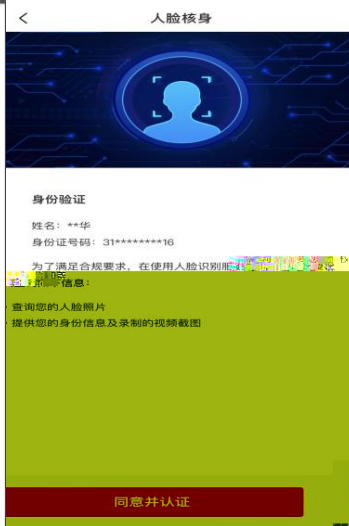 人脸核身
身份验证
姓名: **华
身份证号码: 31********16
为了满足合规要求, 在使用人脸识别
信息:
查询您的人脸照片
提供您的身份信息及录制的视频截图
同意并认证